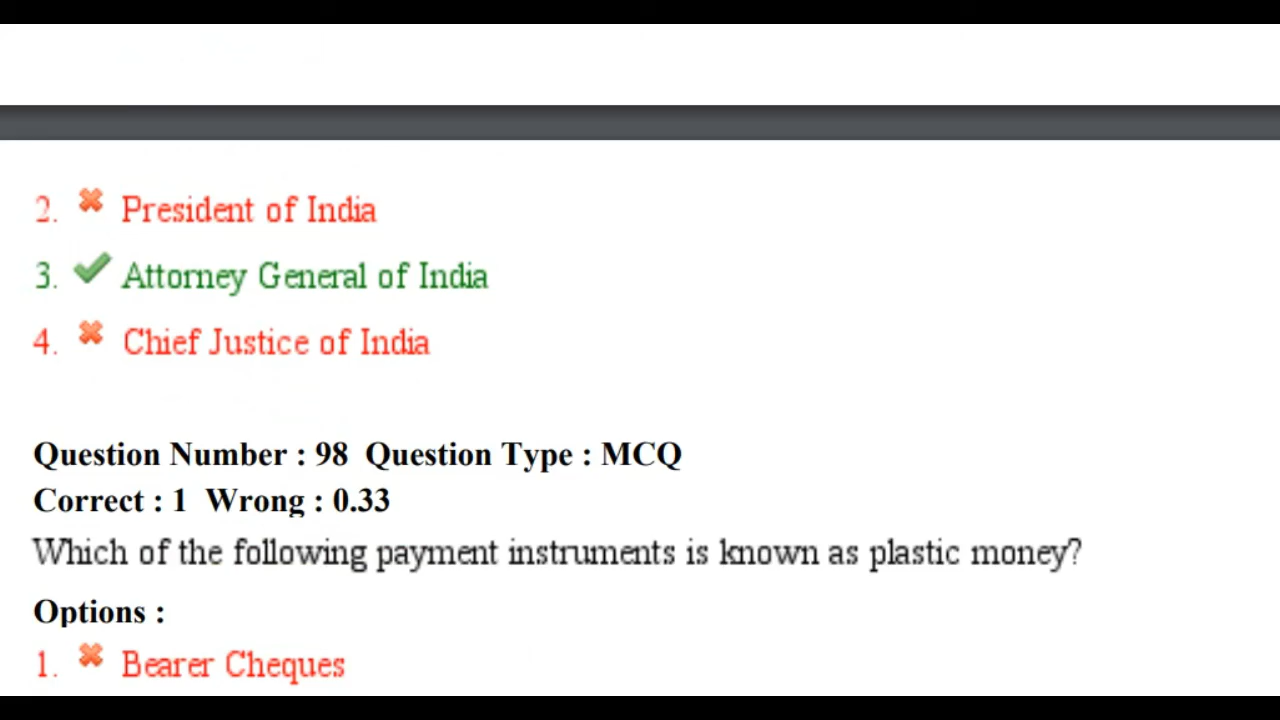 2. President of India
3. Attorney General of India
4. Chief Justice of India
Question Number : 98 Question Type : MCQ
Correct : 1 Wrong : 0.33
Which of the following payment instruments is known as plastic money?
Options :
1. Bearer Cheques